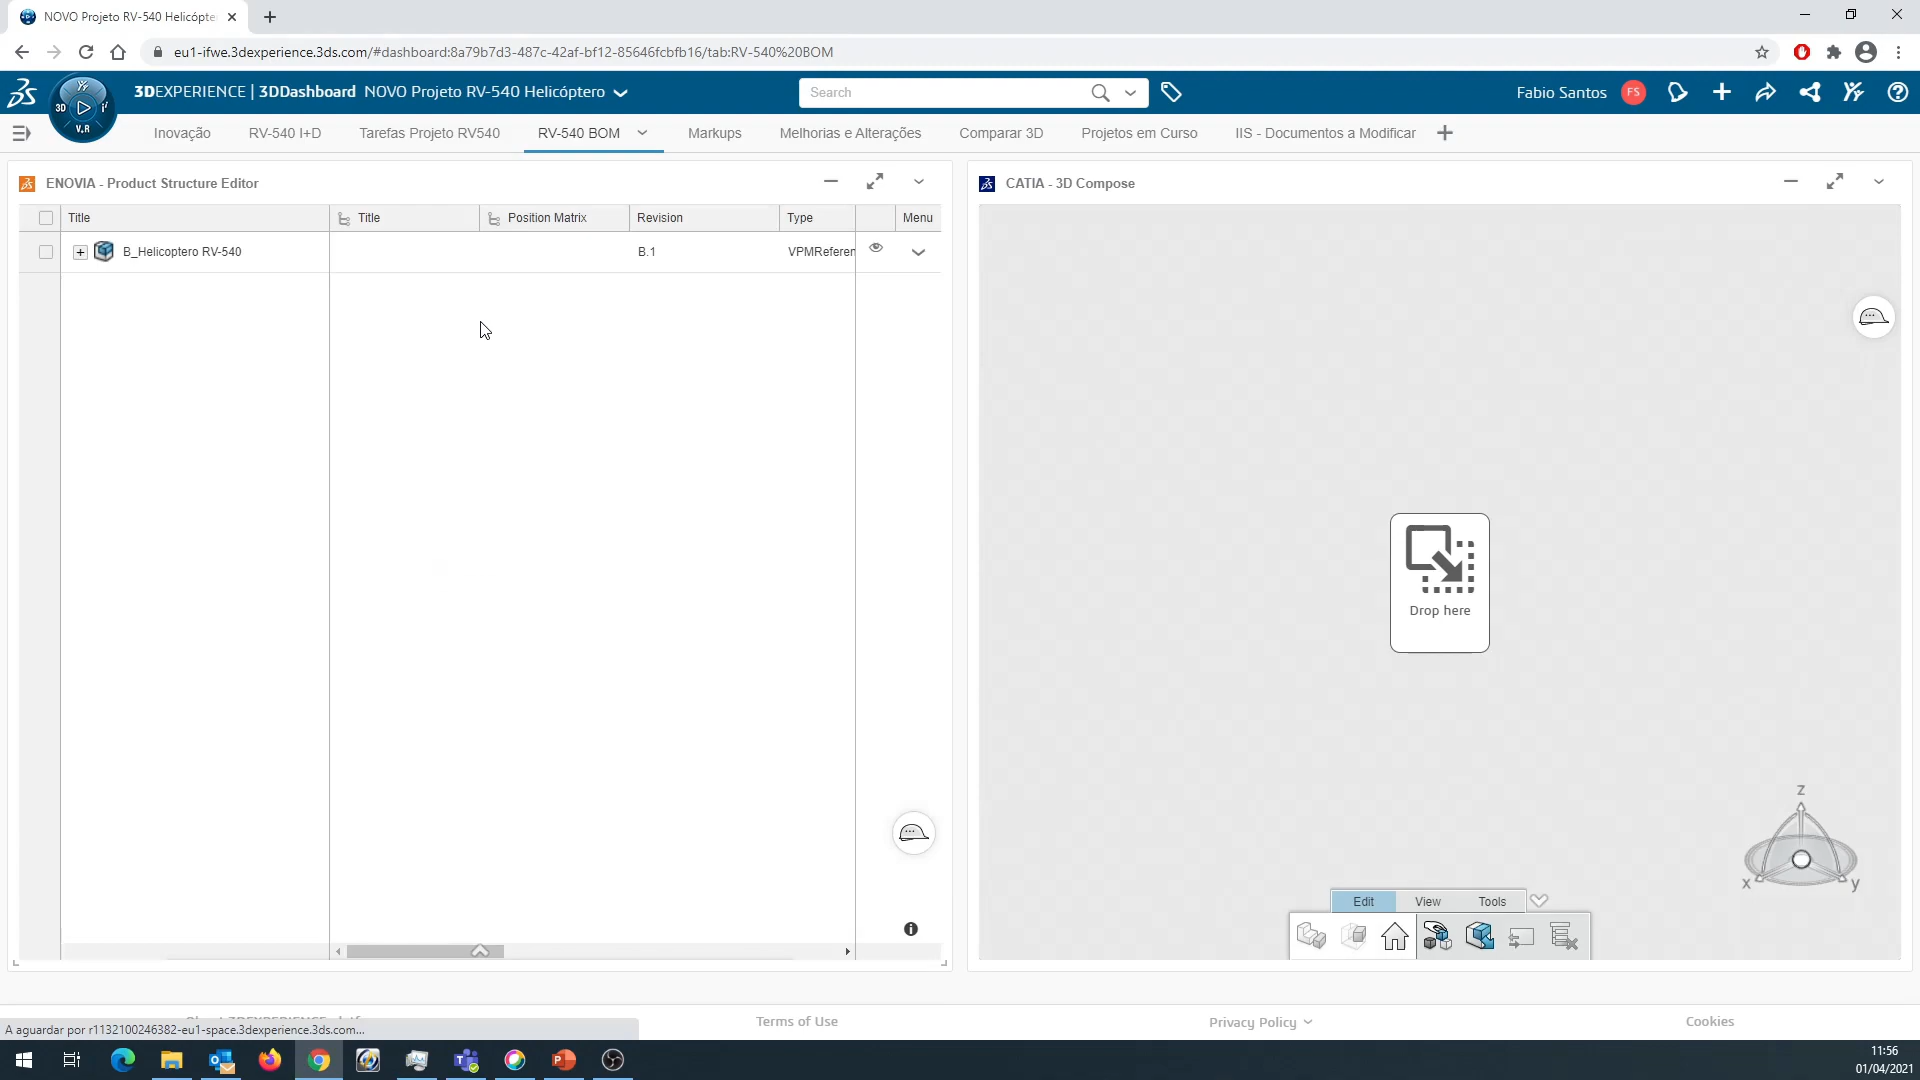 NOVO Projeto RV-540 Helicópte
eu1-ifwe.3dexperience.3ds.com/#dashboard:8a79b7d3-487c-42af-bf12-85646fcbfb16/tab:RV-540%20BOM
3D
V.R
3DEXPERIENCE | 3DDashboard NOVO Projeto RV-540 Helicóptero
Search
Fabio Santos FS
Inovação
RV-540 I+D
Tarefas Projeto RV540
RV-540 BOM
Markups
Melhorias e Alterações
Comparar 3D
Projetos em Curso
IIS - Documentos a Modificar
ENOVIA - Product Structure Editor
CATIA - 3D Compose
Title
Title
Position Matrix
Revision
Type
Menu
B_Helicoptero RV-540
B.1
VPMReferen
Drop here
z
x
y
Edit
View
Tools
Terms of Use
Privacy Policy
Cookies
A aguardar por r1132100246382-eu1-space.3dexperience.3ds.com...
11:56
01/04/2021